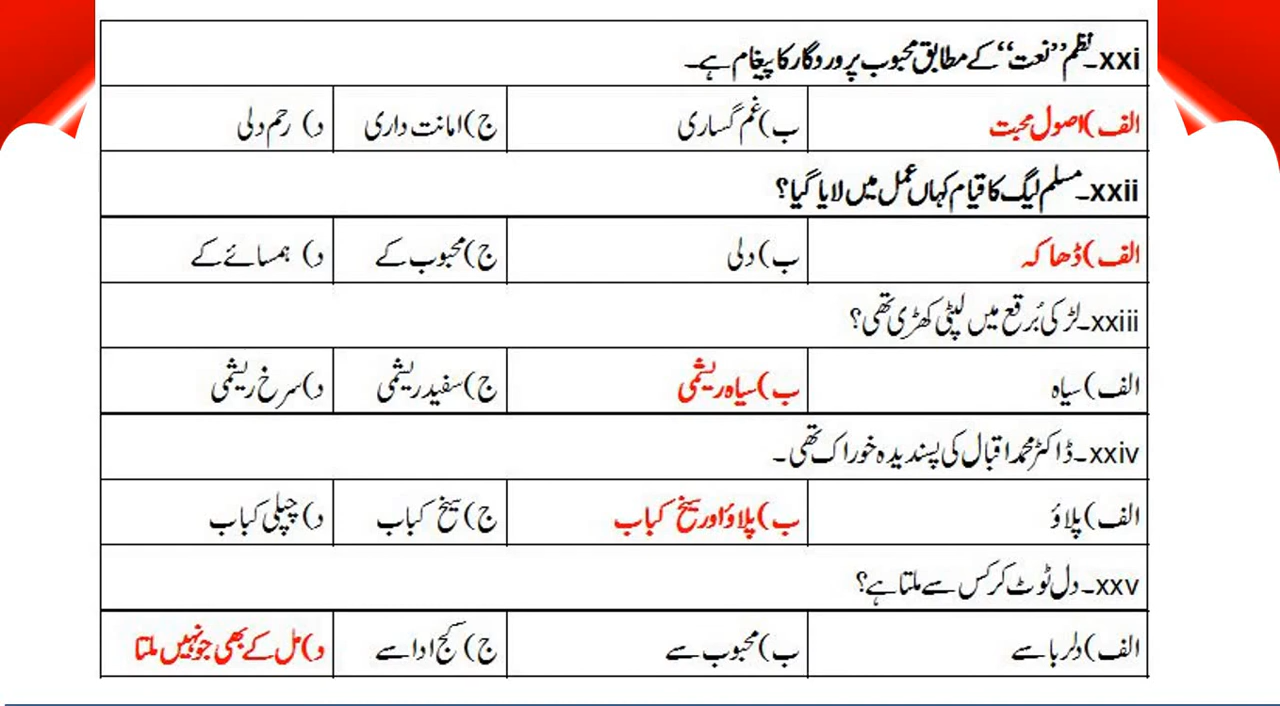 xxi۔ نظم ’’نعت‘‘ کے مطابق محبوب پروردگار کا پیغام ہے۔
الف) اصول محبت ب) غم گساری ج) امانت داری د) رحم دلی
xxii۔ مسلم لیگ کا قیام کہاں عمل میں لایا گیا؟
الف) ڈھاکہ ب) دلی ج) محبوب کے د) ہمسائے کے
xxiii۔ لڑکی بُرقع میں لپٹی کھڑی تھی؟
الف) سیاہ ب) سیاہ ریشمی ج) سفید ریشمی د) سرخ ریشمی
xxiv۔ ڈاکٹر محمد اقبال کی پسندیدہ خوراک تھی۔
الف) پلاؤ ب) پلاؤ اور سیخ کباب ج) سیخ کباب د) چپلی کباب
xxv۔ دل ٹوٹ کر کس سے ملتا ہے؟
الف) دلربا سے ب) محبوب سے ج) کج ادا سے د) مل کے بھی جو نہیں ملتا